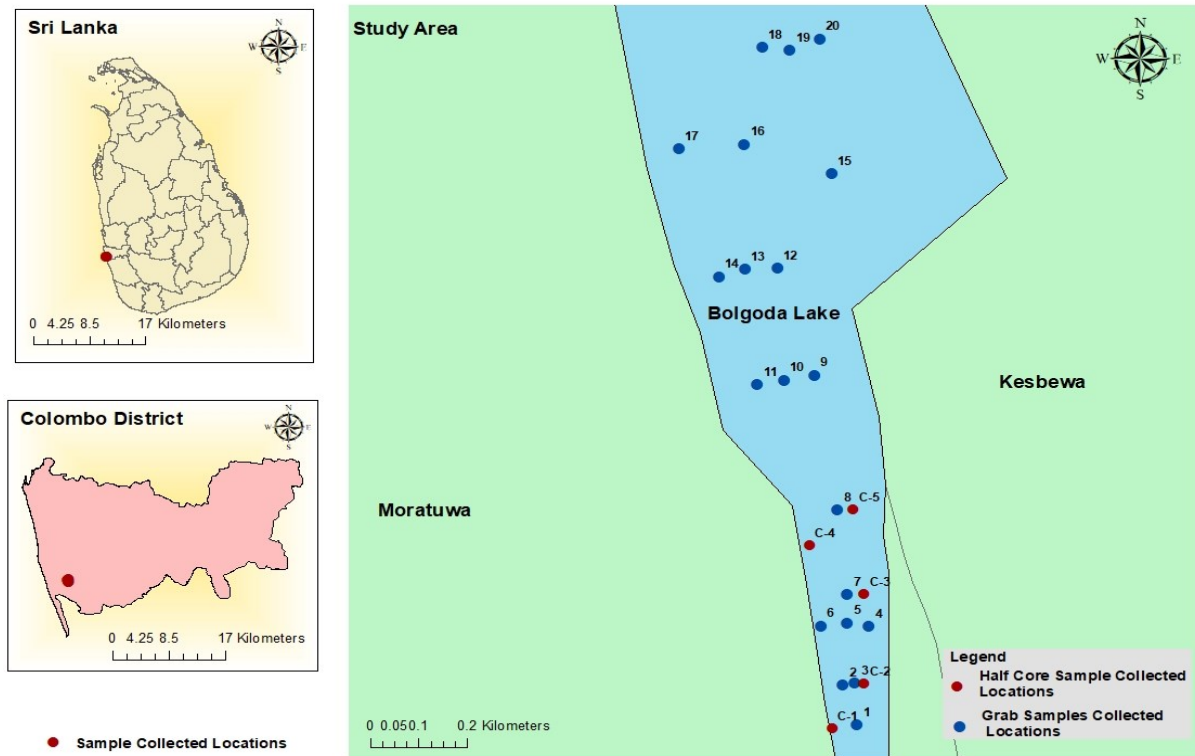 Sri Lanka
N
W E
S
0 4.25 8.5 17 Kilometers
Colombo District
N
W E
S
0 4.25 8.5 17 Kilometers
Sample Collected Locations
Study Area
N
W E
S
18 19 20
17 16
15
14 13 12
Bolgoda Lake
11 10 9
Kesbewa
Moratuwa
8 C-5
C-4
7 C-3
6 5 4
2 3 C-2
C-1 1
0 0.05 0.1 0.2 Kilometers
Legend
Half Core Sample Collected
Locations
Grab Samples Collected
Locations